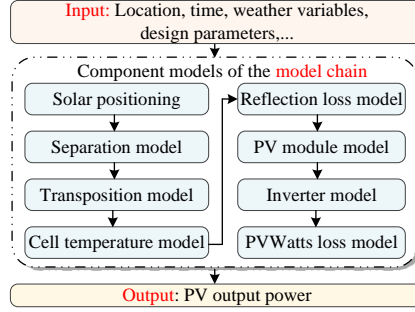 Input: Location, time, weather variables,
design parameters,...
Component models of the model chain
Solar positioning
Separation model
Transposition model
Cell temperature model
Reflection loss model
PV module model
Inverter model
PVWatts loss model
Output: PV output power